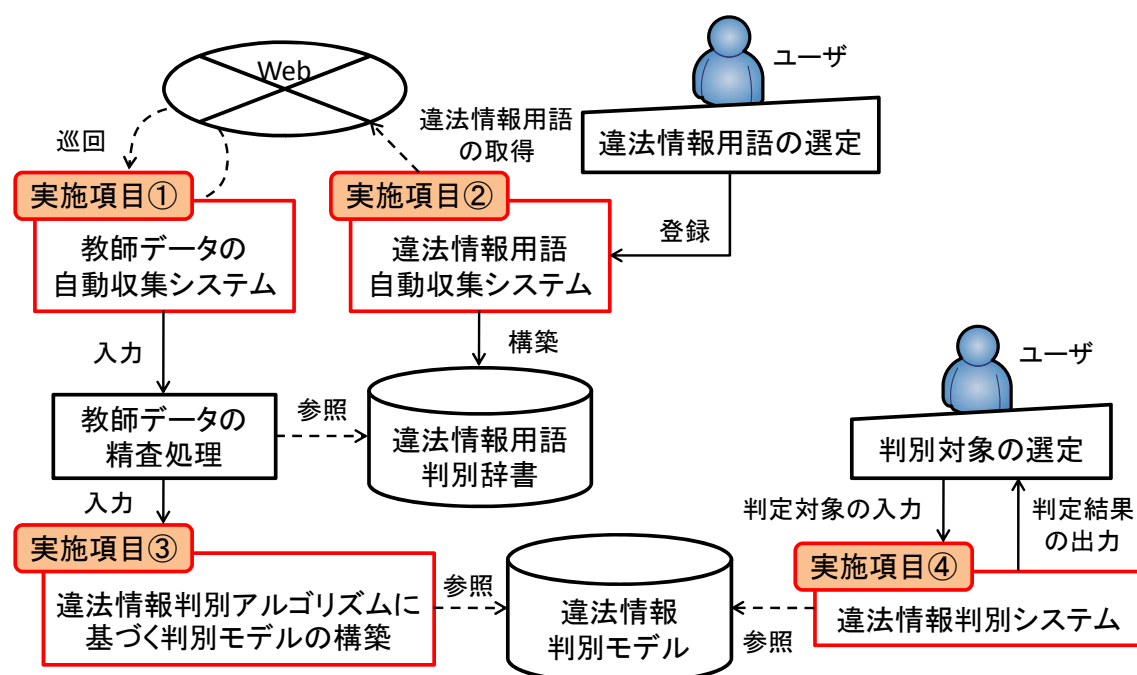 Web
ユーザ
違法情報用語の選定
巡回
違法情報用語
の取得
実施項目①
教師データの
自動収集システム
実施項目②
違法情報用語
自動収集システム
登録
入力
構築
ユーザ
教師データの
精査処理
参照
違法情報用語
判別辞書
判別対象の選定
入力
判定対象の入力
判定結果
の出力
実施項目③
違法情報判別アルゴリズムに
基づく判別モデルの構築
参照
違法情報
判別モデル
実施項目④
違法情報判別システム
参照